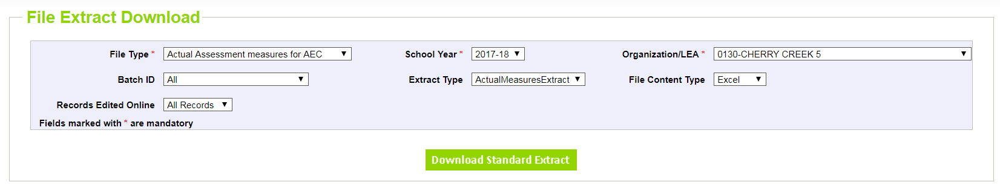 File Extract Download
File Type * Actual Assessment measures for AEC School Year * 2017-18 Organization/LEA * 0130-CHERRY CREEK 5
Batch ID All Extract Type ActualMeasuresExtract File Content Type Excel
Records Edited Online All Records
Fields marked with * are mandatory
Download Standard Extract